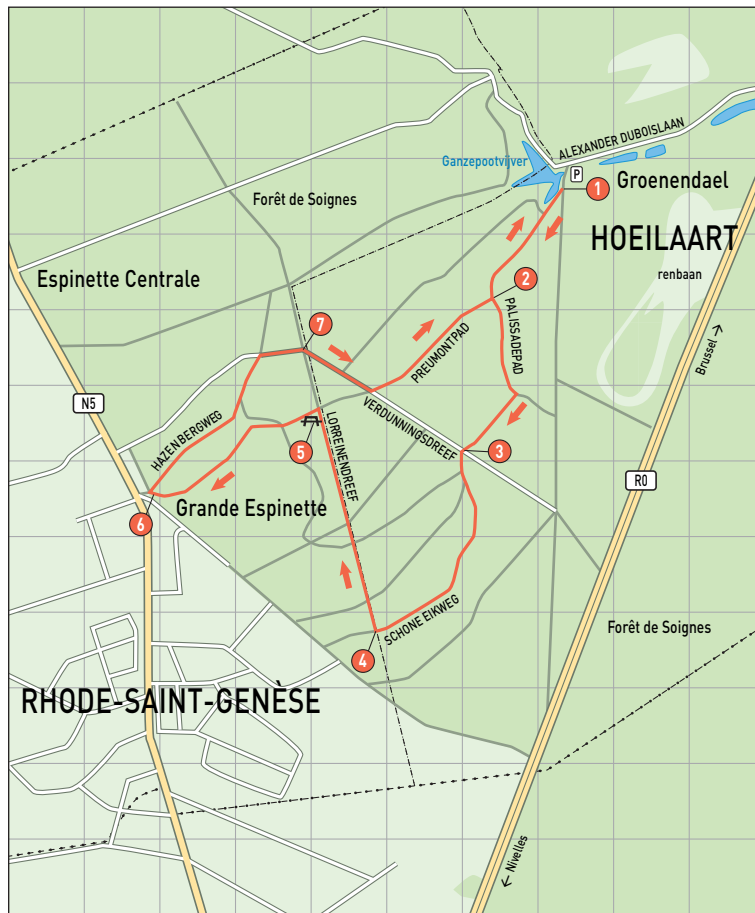 ALEXANDER DUBOISLAAN
Ganzepootvijver
P
1
Groenendael
Forêt de Soignes
HOEILAART
renbaan
Espinette Centrale
2
7
PALISSADEPAD
PREUMONTPAD
Brussel →
N5
VERDUNNINGSDREEF
LORREINENDREEF
HAZENBERGWEG
5
3
R0
Grande Espinette
6
SCHONE EIKWEG
Forêt de Soignes
4
RHODE-SAINT-GENÈSE
← Nivelles